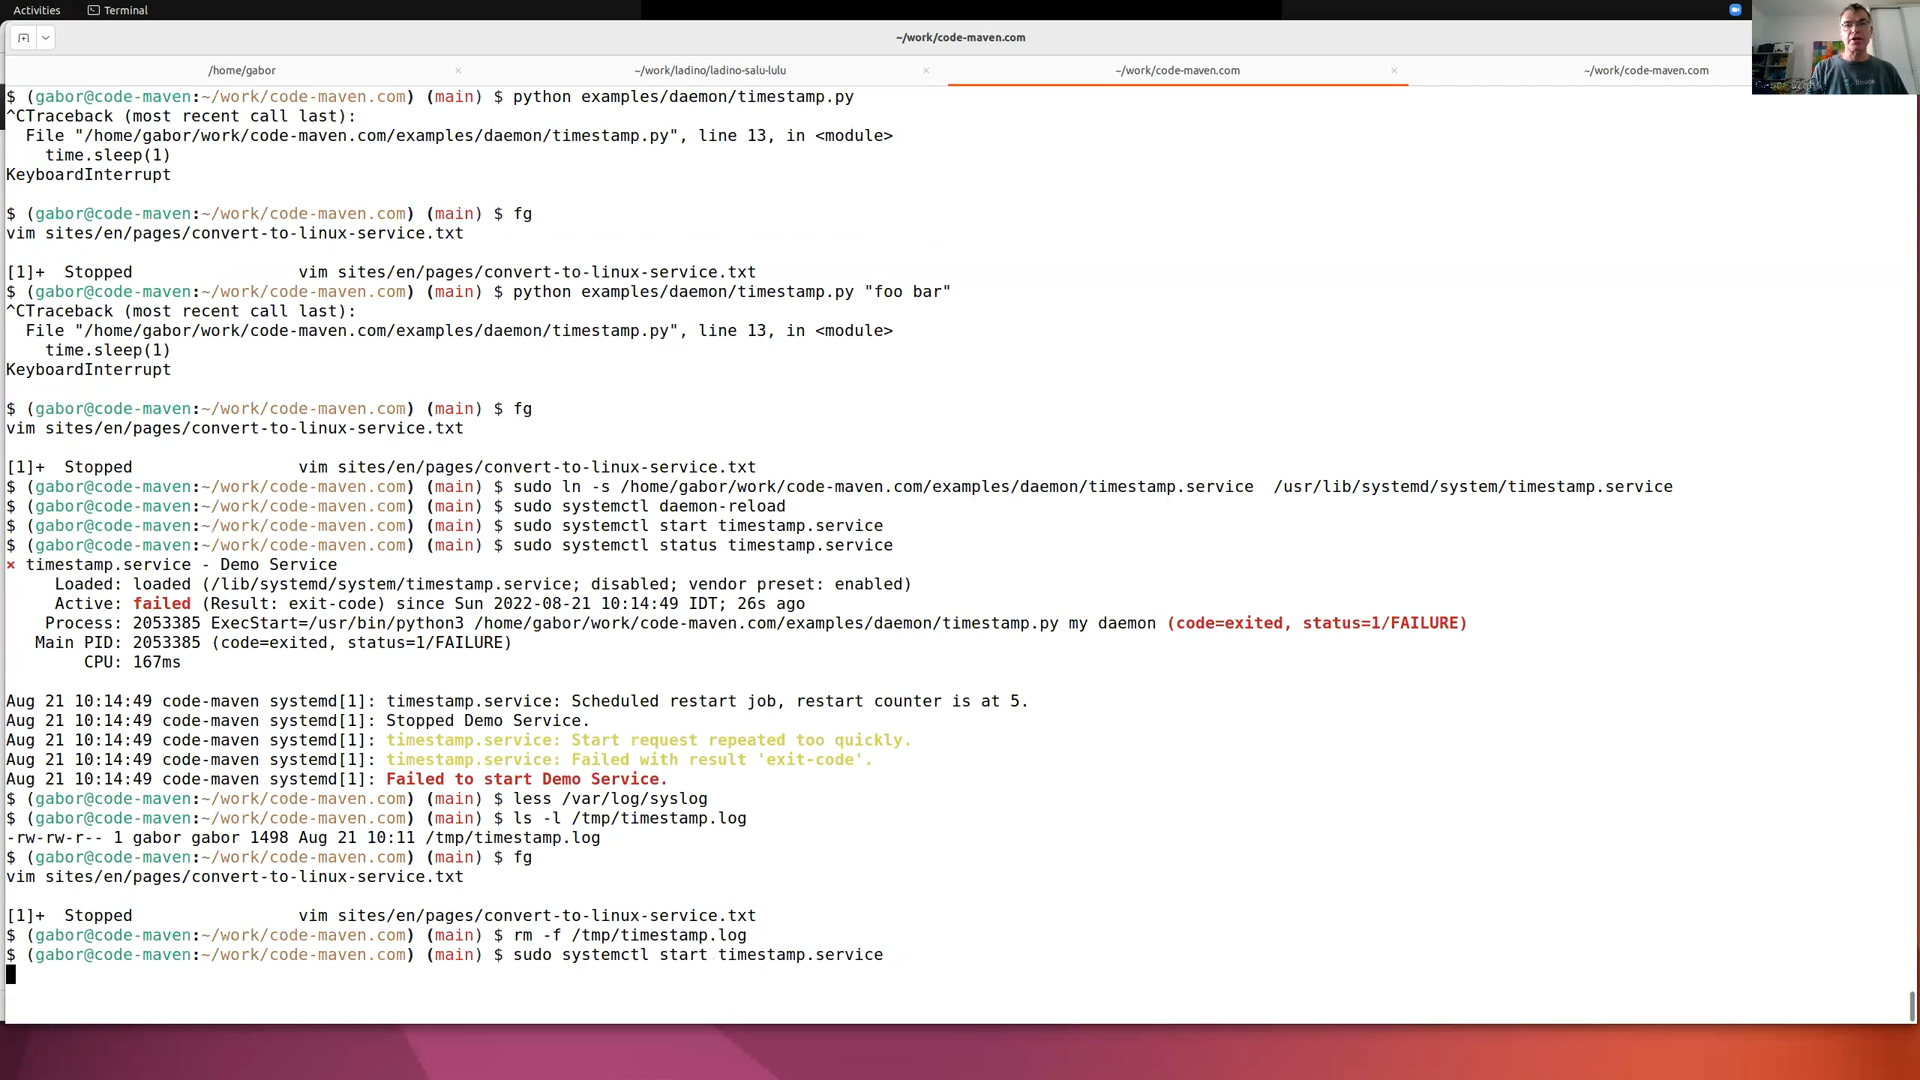 Activities
Terminal
~/work/code-maven.com
/home/gabor
~/work/ladino/ladino-salu-lulu
~/work/code-maven.com
~/work/code-maven.com
$ (gabor@code-maven:~/work/code-maven.com) (main) $ python examples/daemon/timestamp.py
^CTraceback (most recent call last):
  File "/home/gabor/work/code-maven.com/examples/daemon/timestamp.py", line 13, in <module>
    time.sleep(1)
KeyboardInterrupt
$ (gabor@code-maven:~/work/code-maven.com) (main) $ fg
vim sites/en/pages/convert-to-linux-service.txt
[1]+  Stopped                 vim sites/en/pages/convert-to-linux-service.txt
$ (gabor@code-maven:~/work/code-maven.com) (main) $ python examples/daemon/timestamp.py "foo bar"
^CTraceback (most recent call last):
  File "/home/gabor/work/code-maven.com/examples/daemon/timestamp.py", line 13, in <module>
    time.sleep(1)
KeyboardInterrupt
$ (gabor@code-maven:~/work/code-maven.com) (main) $ fg
vim sites/en/pages/convert-to-linux-service.txt
[1]+  Stopped                 vim sites/en/pages/convert-to-linux-service.txt
$ (gabor@code-maven:~/work/code-maven.com) (main) $ sudo ln -s /home/gabor/work/code-maven.com/examples/daemon/timestamp.service  /usr/lib/systemd/system/timestamp.service
$ (gabor@code-maven:~/work/code-maven.com) (main) $ sudo systemctl daemon-reload
$ (gabor@code-maven:~/work/code-maven.com) (main) $ sudo systemctl start timestamp.service
$ (gabor@code-maven:~/work/code-maven.com) (main) $ sudo systemctl status timestamp.service
× timestamp.service - Demo Service
     Loaded: loaded (/lib/systemd/system/timestamp.service; disabled; vendor preset: enabled)
     Active: failed (Result: exit-code) since Sun 2022-08-21 10:14:49 IDT; 26s ago
    Process: 2053385 ExecStart=/usr/bin/python3 /home/gabor/work/code-maven.com/examples/daemon/timestamp.py my daemon (code=exited, status=1/FAILURE)
   Main PID: 2053385 (code=exited, status=1/FAILURE)
        CPU: 167ms
Aug 21 10:14:49 code-maven systemd[1]: timestamp.service: Scheduled restart job, restart counter is at 5.
Aug 21 10:14:49 code-maven systemd[1]: Stopped Demo Service.
Aug 21 10:14:49 code-maven systemd[1]: timestamp.service: Start request repeated too quickly.
Aug 21 10:14:49 code-maven systemd[1]: timestamp.service: Failed with result 'exit-code'.
Aug 21 10:14:49 code-maven systemd[1]: Failed to start Demo Service.
$ (gabor@code-maven:~/work/code-maven.com) (main) $ less /var/log/syslog
$ (gabor@code-maven:~/work/code-maven.com) (main) $ ls -l /tmp/timestamp.log
-rw-rw-r-- 1 gabor gabor 1498 Aug 21 10:11 /tmp/timestamp.log
$ (gabor@code-maven:~/work/code-maven.com) (main) $ fg
vim sites/en/pages/convert-to-linux-service.txt
[1]+  Stopped                 vim sites/en/pages/convert-to-linux-service.txt
$ (gabor@code-maven:~/work/code-maven.com) (main) $ rm -f /tmp/timestamp.log
$ (gabor@code-maven:~/work/code-maven.com) (main) $ sudo systemctl start timestamp.service